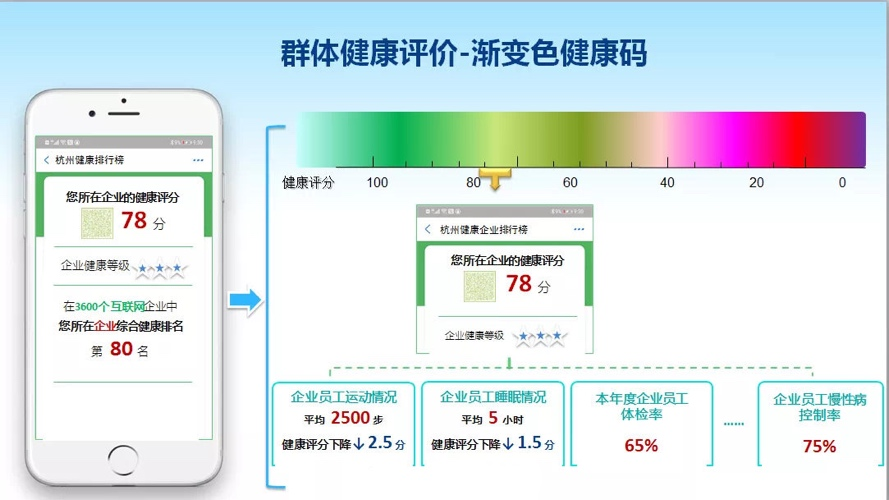 群体健康评价-渐变色健康码
杭州健康排行榜
您所在企业的健康评分
78 分
企业健康等级
在3600个互联网企业中
您所在企业综合健康排名
第 80 名
健康评分 100 80 60 40 20 0
杭州健康企业排行榜
您所在企业的健康评分
78 分
企业健康等级
企业员工运动情况
平均 2500 步
健康评分下降↓2.5 分
企业员工睡眠情况
平均 5 小时
健康评分下降↓1.5 分
本年度企业员工
体检率
65%
……
企业员工慢性病
控制率
75%